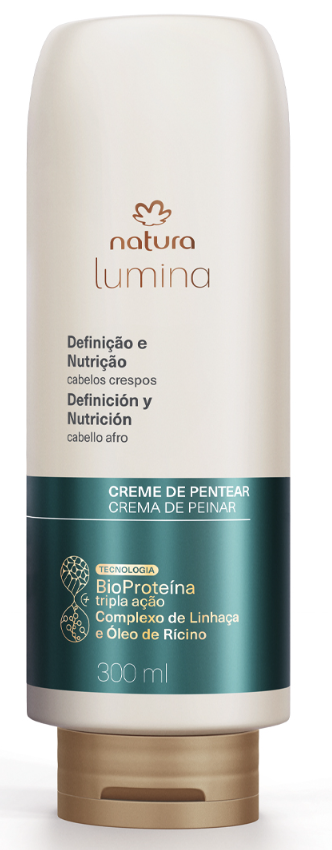 natura
lumina
Definição e
Nutrição
cabelos crespos
Definición y
Nutrición
cabello afro
CREME DE PENTEAR
CREMA DE PEINAR
TECNOLOGIA
BioProteína
+ tripla ação
Complexo de Linhaça
e Óleo de Rícino
300 ml